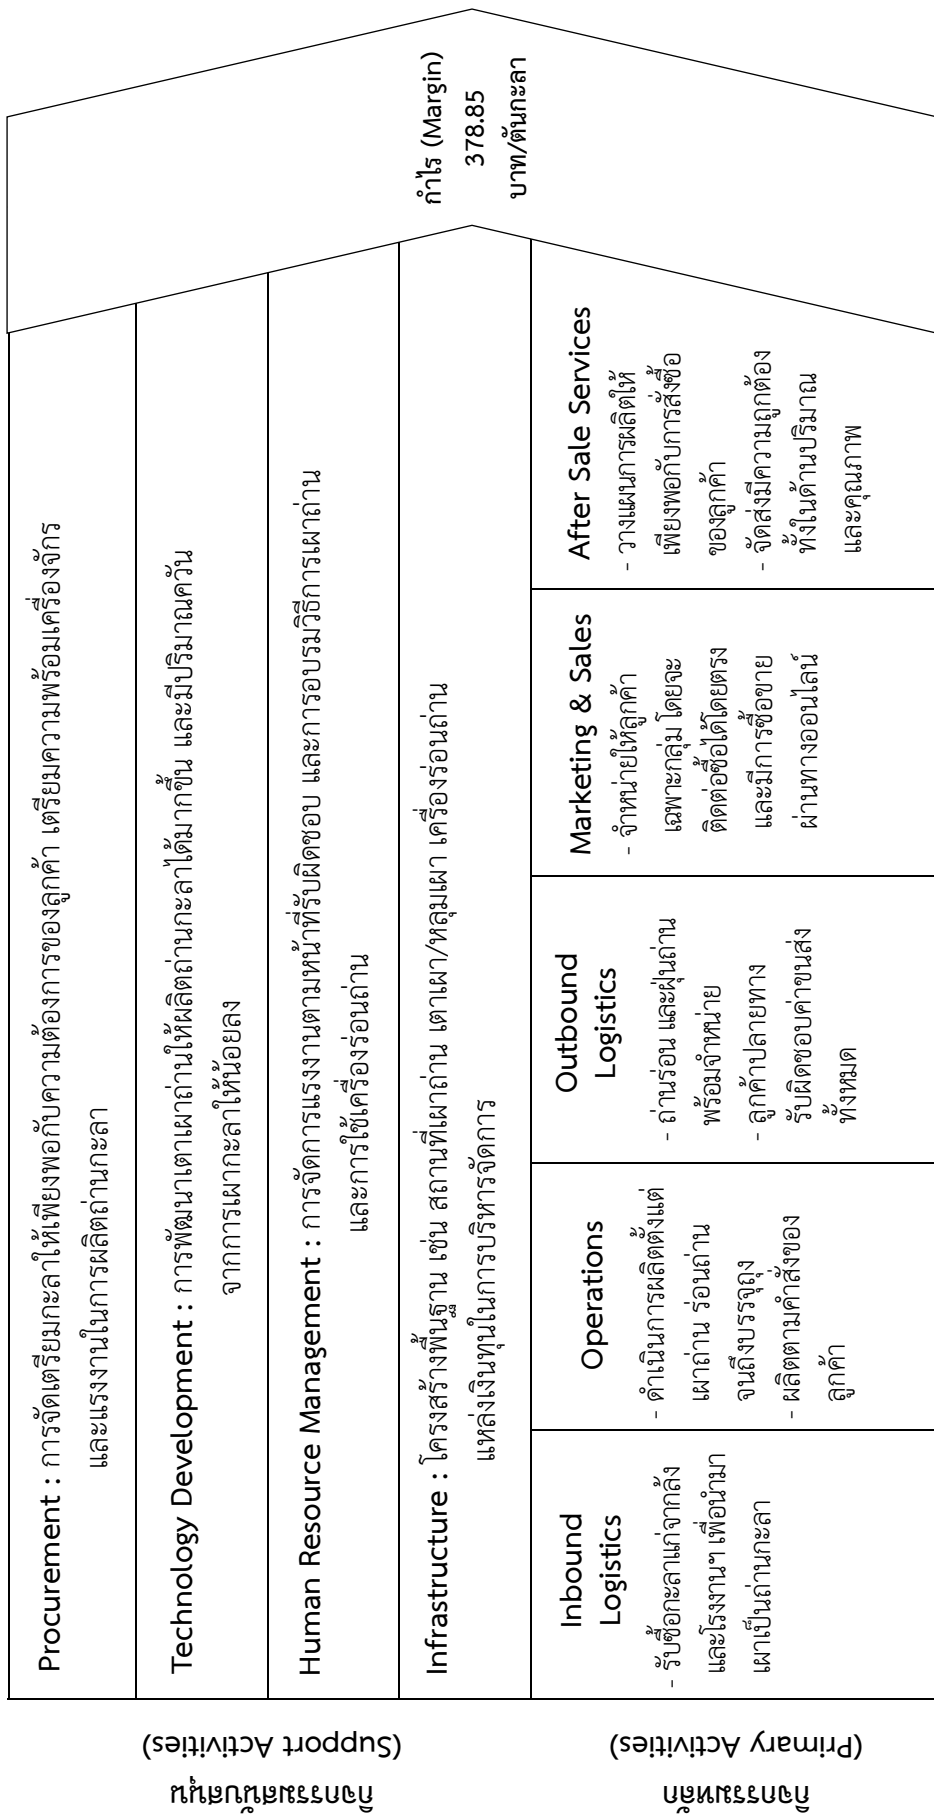 กิจกรรมสนับสนุน
(Support Activities)
Procurement : การจัดเตรียมกะลาให้เพียงพอกับความต้องการของลูกค้า เตรียมความพร้อมเครื่องจักร
และแรงงานในการผลิตถ่านกะลา
Technology Development : การพัฒนาเตาเผาถ่านให้ผลิตถ่านกะลาได้มากขึ้น และมีปริมาณควัน
จากการเผากะลาให้น้อยลง
Human Resource Management : การจัดการแรงงานตามหน้าที่รับผิดชอบ และการอบรมวิธีการเผาถ่าน
และการใช้เครื่องร่อนถ่าน
Infrastructure : โครงสร้างพื้นฐาน เช่น สถานที่เผาถ่าน เตาเผา/หลุมเผา เครื่องร่อนถ่าน
แหล่งเงินทุนในการบริหารจัดการ
กิจกรรมหลัก
(Primary Activities)
Inbound
Logistics
- รับซื้อกะลาแก่จากล้ง
และโรงงานฯ เพื่อนำมา
เผาเป็นถ่านกะลา
Operations
- ดำเนินการผลิตตั้งแต่
เผาถ่าน ร่อนถ่าน
จนถึงบรรจุถุง
- ผลิตตามคำสั่งของ
ลูกค้า
Outbound
Logistics
- ถ่านร่อน และฝุ่นถ่าน
พร้อมจำหน่าย
- ลูกค้าปลายทาง
รับผิดชอบค่าขนส่ง
ทั้งหมด
Marketing & Sales
- จำหน่ายให้ลูกค้า
เฉพาะกลุ่ม โดยจะ
ติดต่อซื้อได้โดยตรง
และมีการซื้อขาย
ผ่านทางออนไลน์
After Sale Services
- วางแผนการผลิตให้
เพียงพอกับการสั่งซื้อ
ของลูกค้า
- จัดส่งมีความถูกต้อง
ทั้งในด้านปริมาณ
และคุณภาพ
กำไร (Margin)
378.85
บาท/ตันกะลา